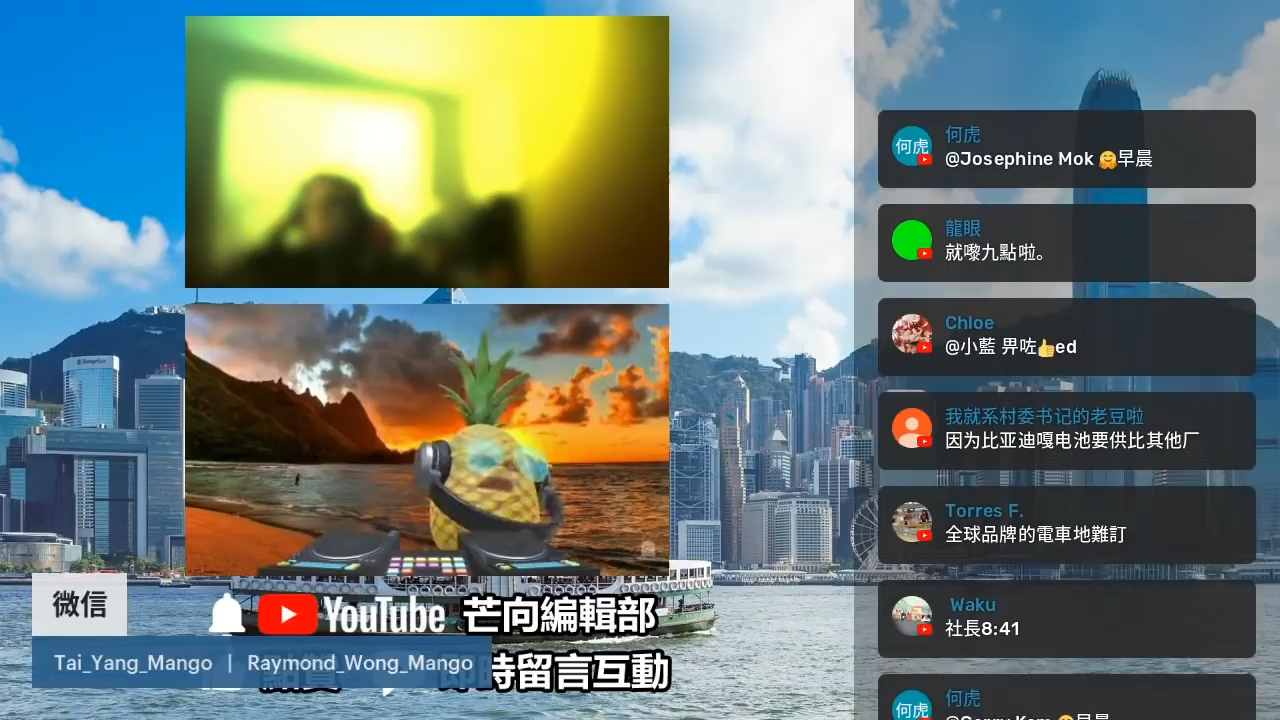 何虎
@Josephine Mok 🤗早晨
龍眼
就嚟九點啦。
Chloe
@小藍 畀咗👍ed
我就系村委书记的老豆啦
因为比亚迪嘎电池要供比其他厂
Torres F.
全球品牌的電車地難訂
Waku
社長8:41
何虎
YouTube 芒向編輯部
時留言互動
微信
Tai_Yang_Mango | Raymond_Wong_Mango